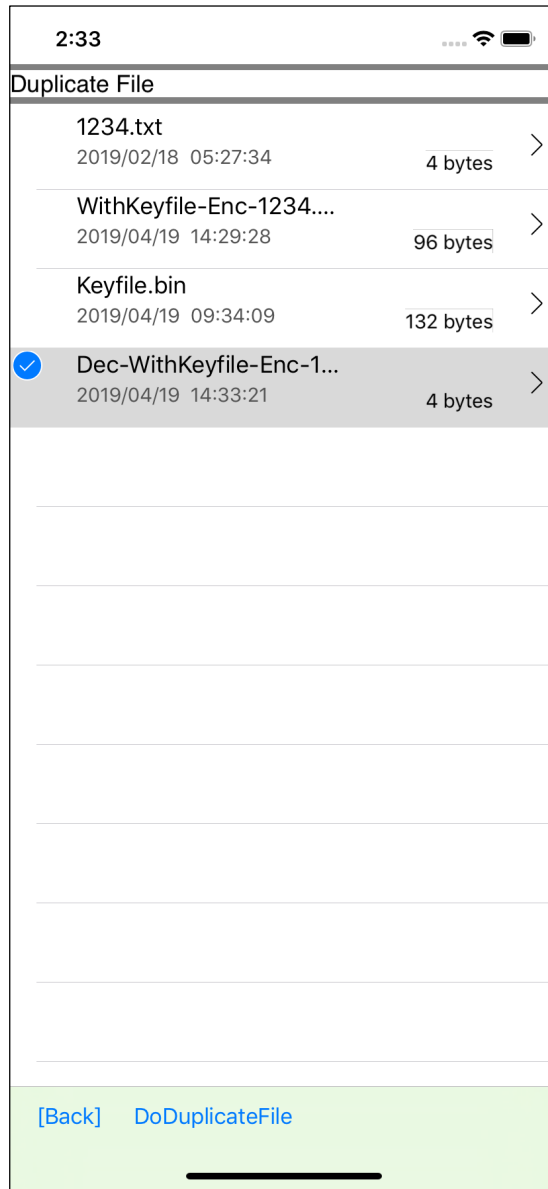 2:33
Duplicate File
1234.txt
2019/02/18 05:27:34
4 bytes
WithKeyfile-Enc-1234....
2019/04/19 14:29:28
96 bytes
Keyfile.bin
2019/04/19 09:34:09
132 bytes
Dec-WithKeyfile-Enc-1...
2019/04/19 14:33:21
4 bytes
[Back] DoDuplicateFile